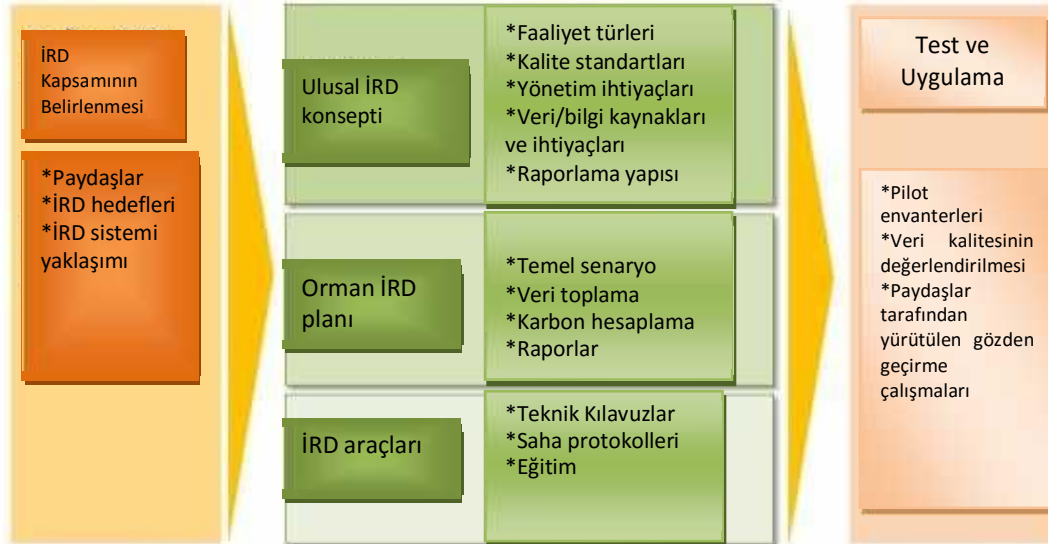 İRD
Kapsamının
Belirlenmesi
*Paydaşlar
*İRD hedefleri
*İRD sistemi
yaklaşımı
Ulusal İRD
konsepti
*Faaliyet türleri
*Kalite standartları
*Yönetim ihtiyaçları
*Veri/bilgi kaynakları
ve ihtiyaçları
*Raporlama yapısı
Orman İRD
planı
*Temel senaryo
*Veri toplama
*Karbon hesaplama
*Raporlar
İRD araçları
*Teknik Kılavuzlar
*Saha protokolleri
*Eğitim
Test ve
Uygulama
*Pilot
envanterleri
*Veri kalitesinin
değerlendirilmesi
*Paydaşlar
tarafından
yürütülen gözden
geçirme
çalışmaları